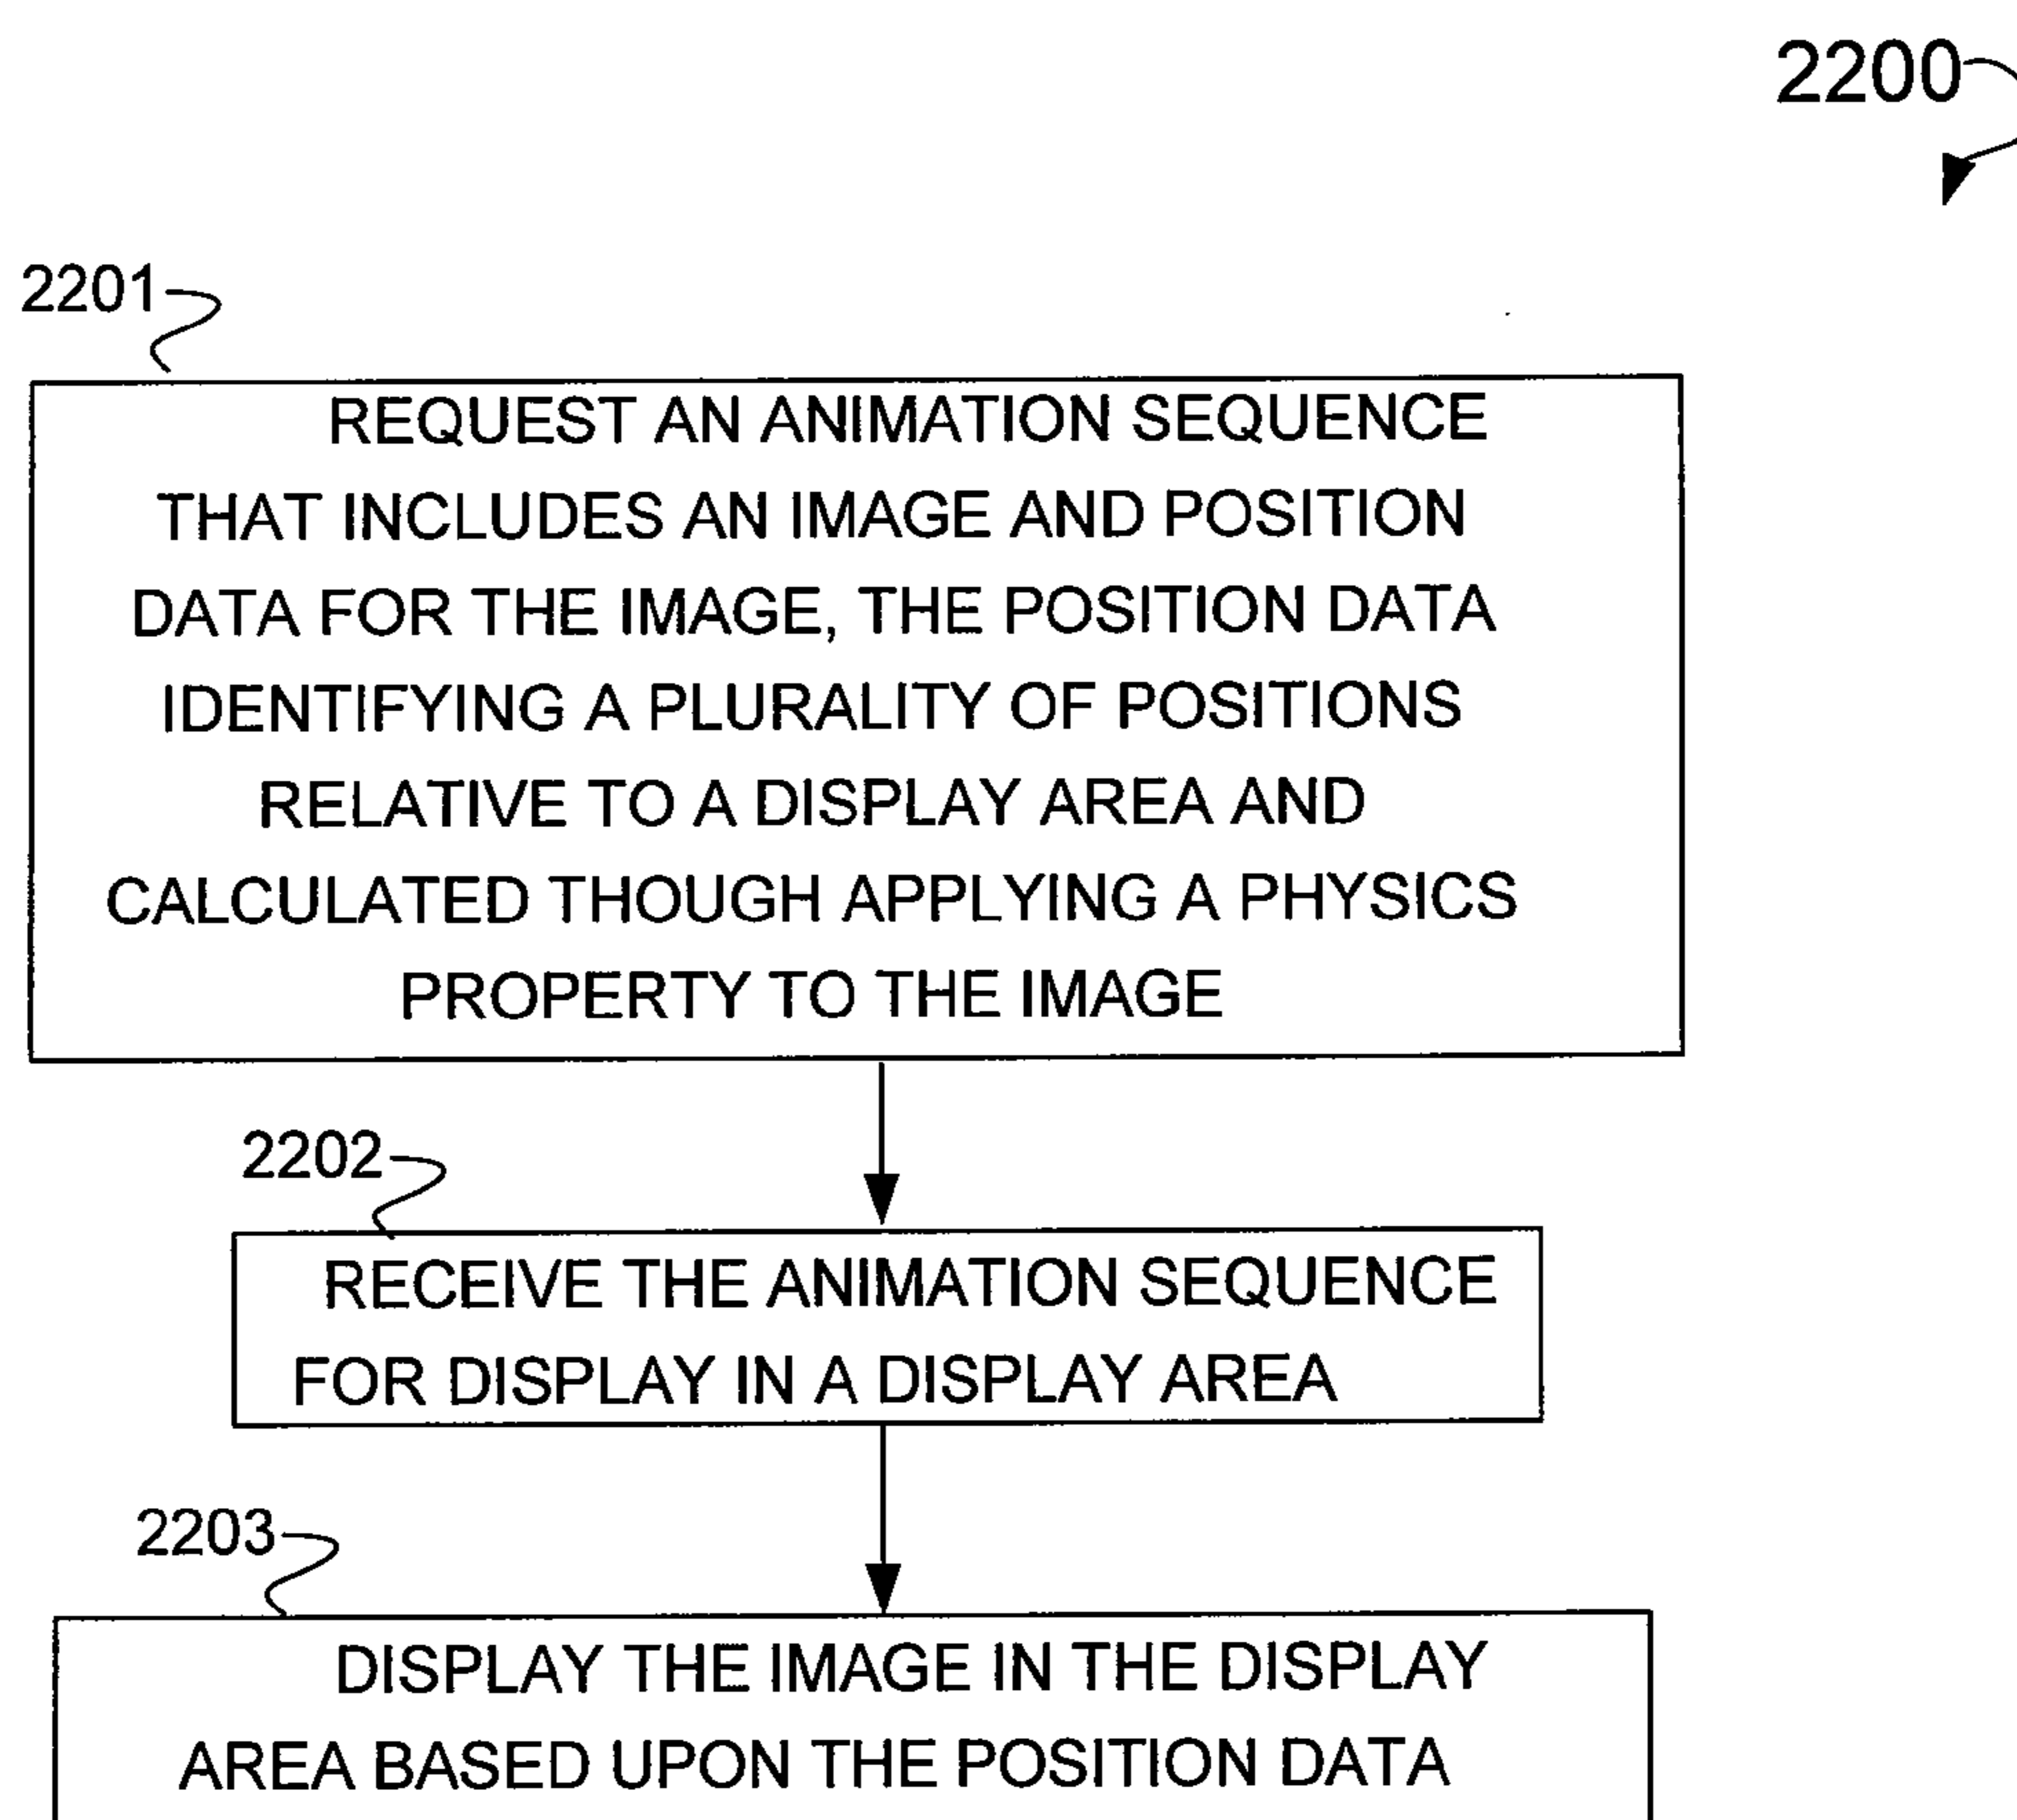 2200
2201
REQUEST AN ANIMATION SEQUENCE
THAT INCLUDES AN IMAGE AND POSITION
DATA FOR THE IMAGE, THE POSITION DATA
IDENTIFYING A PLURALITY OF POSITIONS
RELATIVE TO A DISPLAY AREA AND
CALCULATED THOUGH APPLYING A PHYSICS
PROPERTY TO THE IMAGE
2202
RECEIVE THE ANIMATION SEQUENCE
FOR DISPLAY IN A DISPLAY AREA
2203
DISPLAY THE IMAGE IN THE DISPLAY
AREA BASED UPON THE POSITION DATA